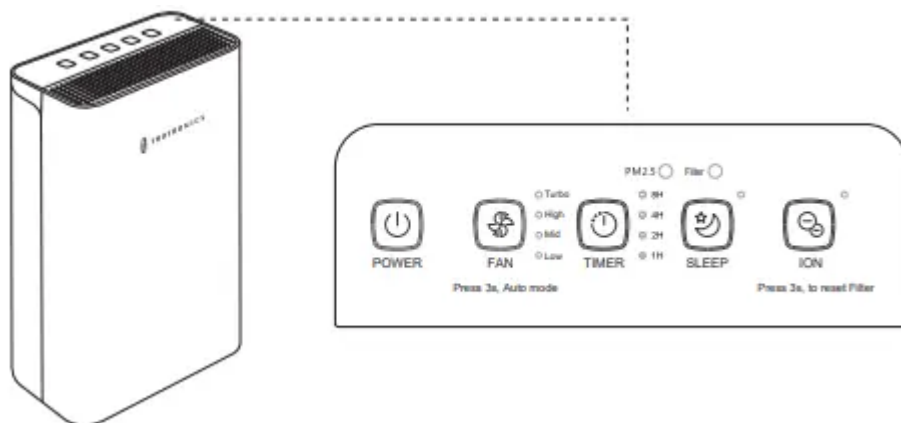 TAOTRONICS
PM2.5 Filter
Turbo
High
Mid
Low
8H
4H
2H
1H
POWER FAN TIMER SLEEP ION
Press 3s, Auto mode Press 3s, to reset Filter